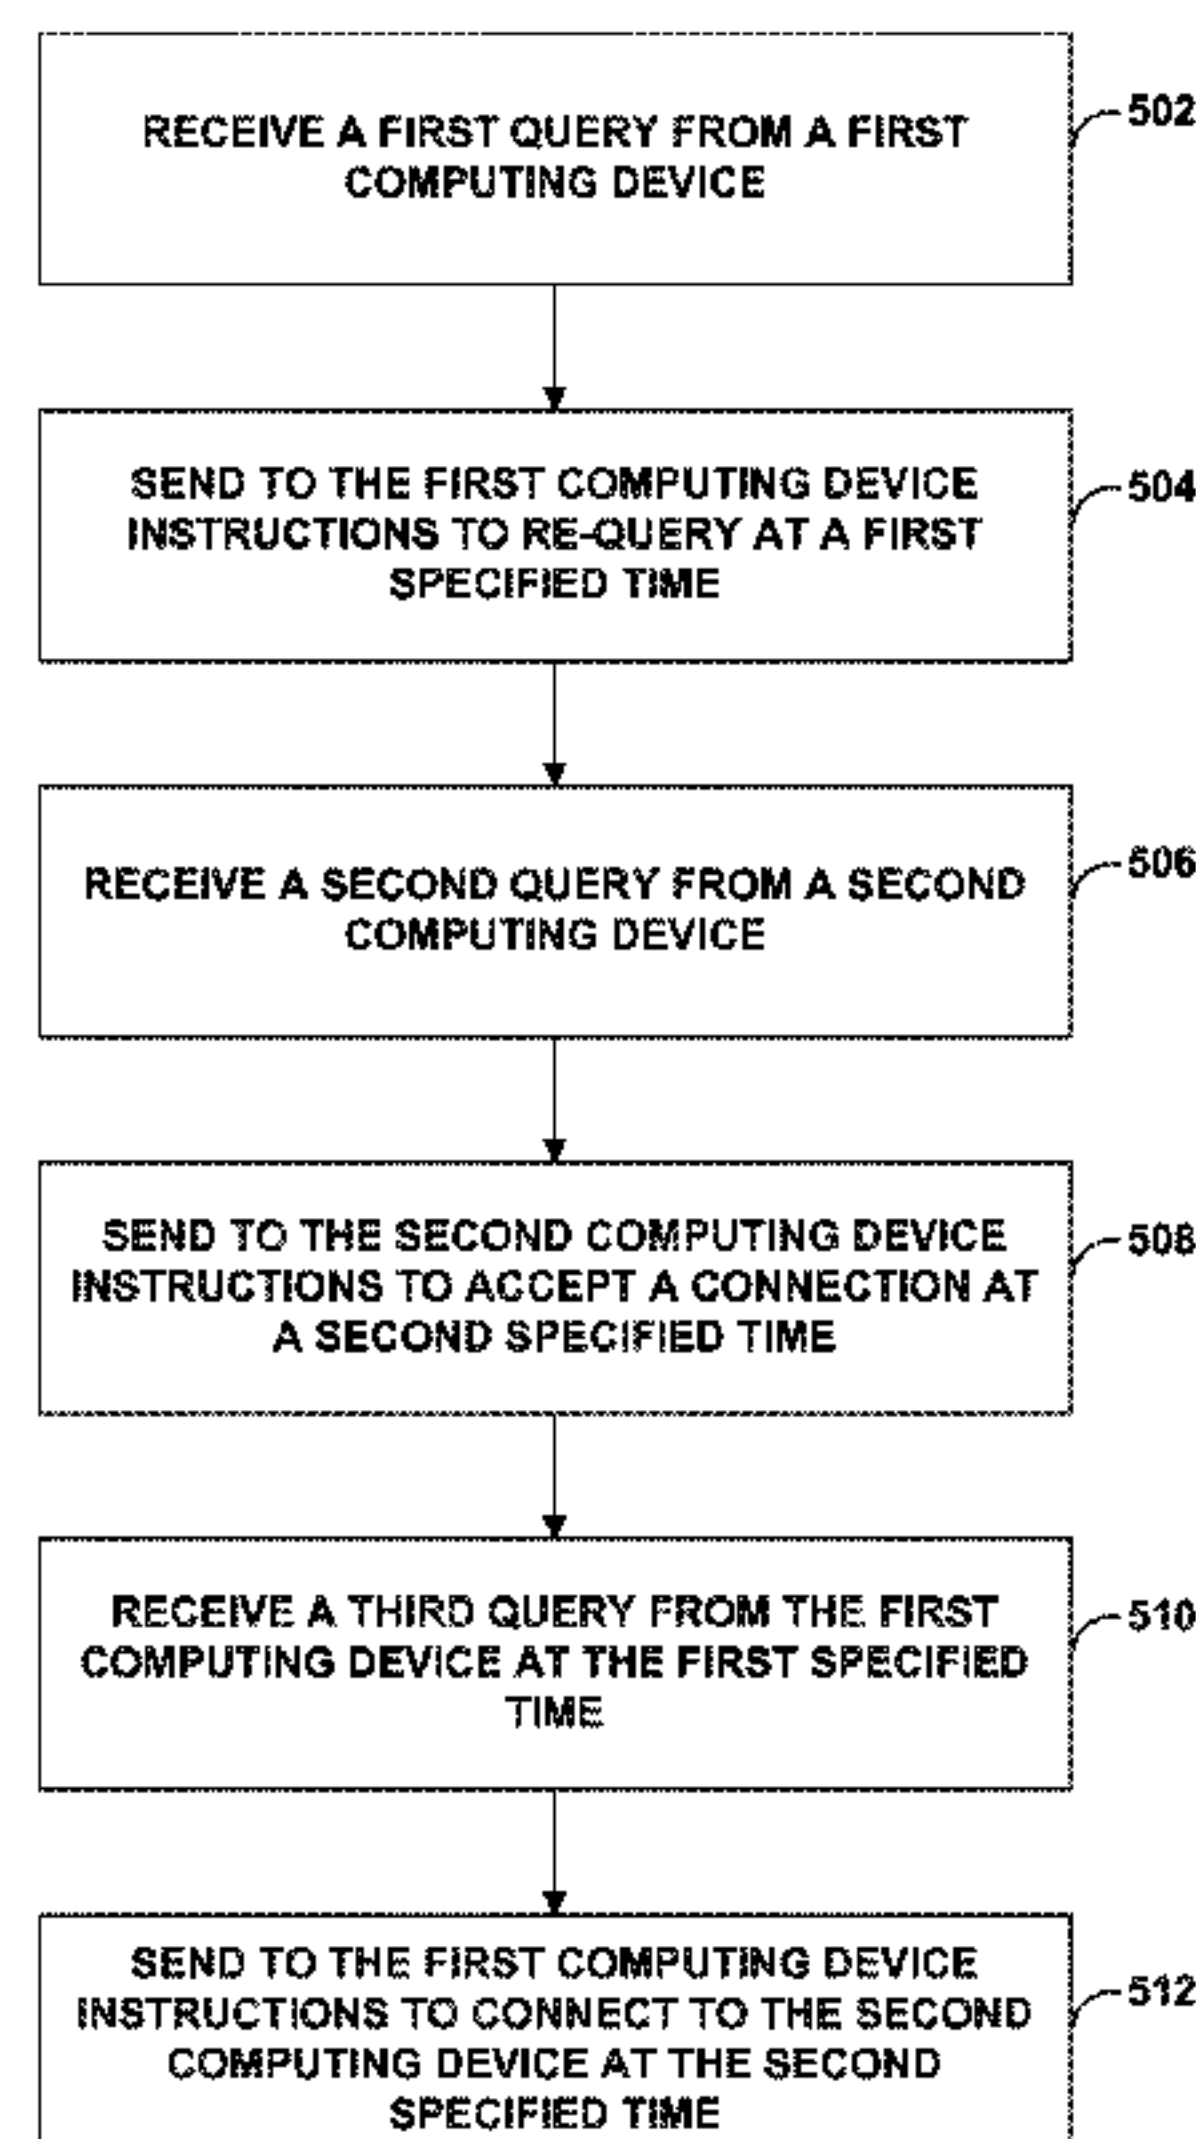 RECEIVE A FIRST QUERY FROM A FIRST
COMPUTING DEVICE
502
SEND TO THE FIRST COMPUTING DEVICE
INSTRUCTIONS TO RE-QUERY AT A FIRST
SPECIFIED TIME
504
RECEIVE A SECOND QUERY FROM A SECOND
COMPUTING DEVICE
506
SEND TO THE SECOND COMPUTING DEVICE
INSTRUCTIONS TO ACCEPT A CONNECTION AT
A SECOND SPECIFIED TIME
508
RECEIVE A THIRD QUERY FROM THE FIRST
COMPUTING DEVICE AT THE FIRST SPECIFIED
TIME
510
SEND TO THE FIRST COMPUTING DEVICE
INSTRUCTIONS TO CONNECT TO THE SECOND
COMPUTING DEVICE AT THE SECOND
SPECIFIED TIME
512